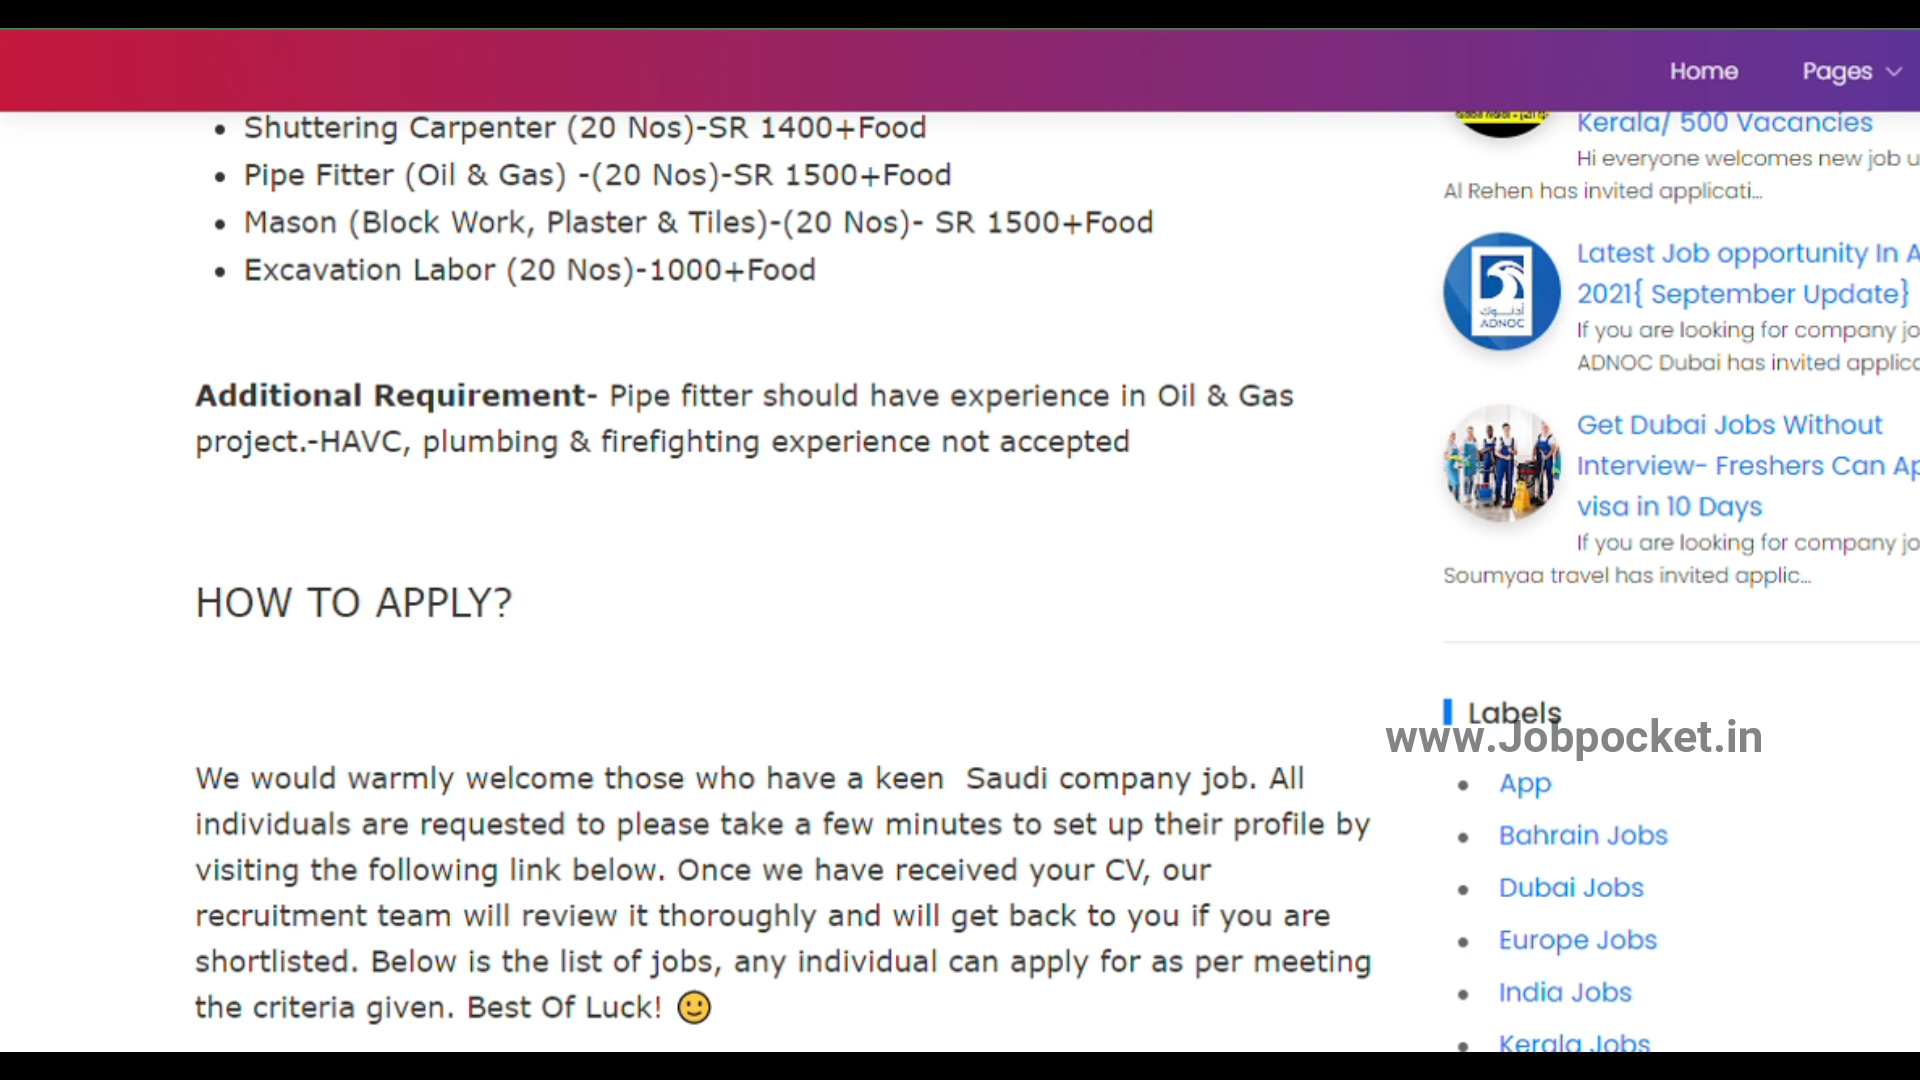 Home
Pages
Shuttering Carpenter (20 Nos)-SR 1400+Food
Pipe Fitter (Oil & Gas) -(20 Nos)-SR 1500+Food
Mason (Block Work, Plaster & Tiles)-(20 Nos)- SR 1500+Food
Excavation Labor (20 Nos)-1000+Food
Additional Requirement- Pipe fitter should have experience in Oil & Gas
project.-HAVC, plumbing & firefighting experience not accepted
HOW TO APPLY?
We would warmly welcome those who have a keen  Saudi company job. All
individuals are requested to please take a few minutes to set up their profile by
visiting the following link below. Once we have received your CV, our
recruitment team will review it thoroughly and will get back to you if you are
shortlisted. Below is the list of jobs, any individual can apply for as per meeting
the criteria given. Best Of Luck! 🙂
Kerala/ 500 Vacancies
Hi everyone welcomes new job u
Al Rehen has invited applicati...
أدنوك
ADNOC
Latest Job opportunity In A
2021{ September Update}
If you are looking for company jo
ADNOC Dubai has invited applica
Get Dubai Jobs Without
Interview- Freshers Can Ap
visa in 10 Days
If you are looking for company jo
Soumyaa travel has invited applic...
Labels
www.Jobpocket.in
App
Bahrain Jobs
Dubai Jobs
Europe Jobs
India Jobs
Kerala Jobs